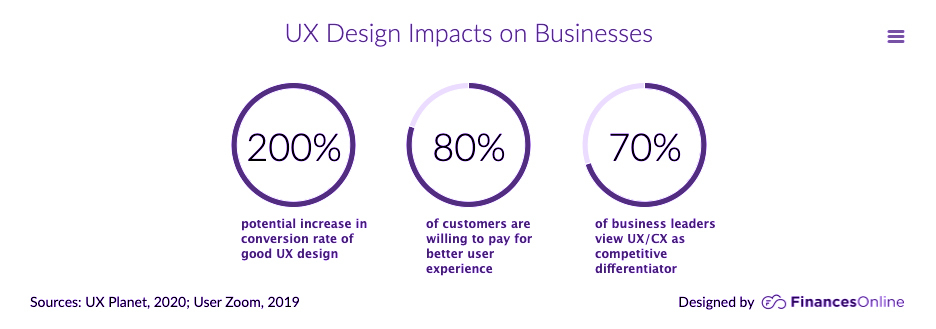 UX Design Impacts on Businesses
200%
80%
70%
potential increase in
conversion rate of
good UX design
of customers are
willing to pay for
better user
experience
of business leaders
view UX/CX as
competitive
differentiator
Sources: UX Planet, 2020; User Zoom, 2019
Designed by FinancesOnline